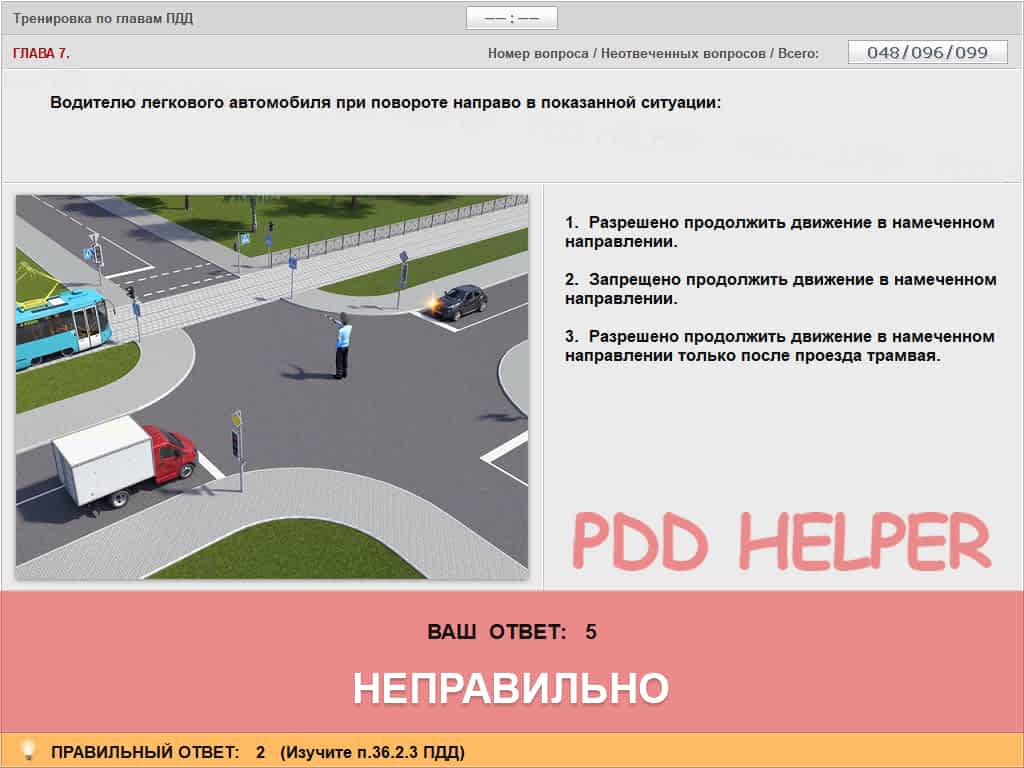 Тренировка по главам ПДД
—— : ——
ГЛАВА 7.
Номер вопроса / Неотвеченных вопросов / Всего:
048/096/099
Водителю легкового автомобиля при повороте направо в показанной ситуации:
1. Разрешено продолжить движение в намеченном
направлении.
2. Запрещено продолжить движение в намеченном
направлении.
3. Разрешено продолжить движение в намеченном
направлении только после проезда трамвая.
PDD HELPER
ВАШ ОТВЕТ: 5
НЕПРАВИЛЬНО
ПРАВИЛЬНЫЙ ОТВЕТ: 2 (Изучите п.36.2.3 ПДД)